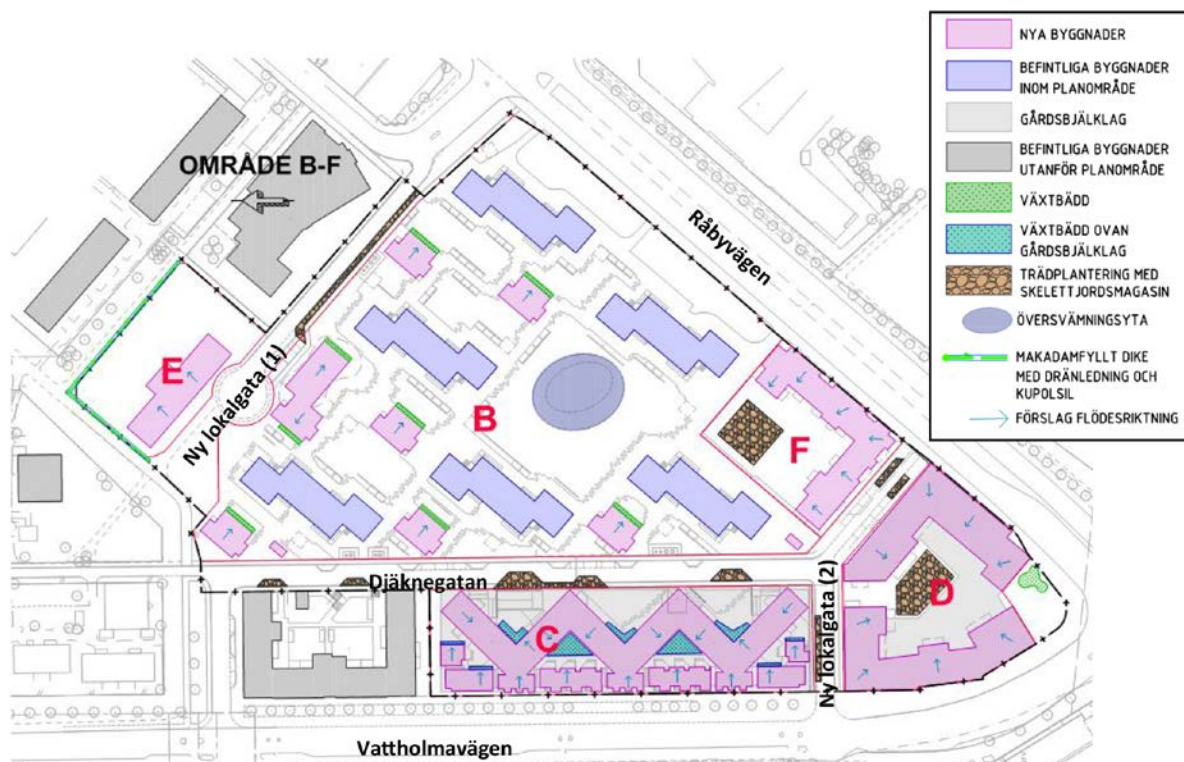 NYA BYGGNADER
BEFINTLIGA BYGGNADER
INOM PLANOMRÅDE
GÅRDSBJÄLKLAG
BEFINTLIGA BYGGNADER
UTANFÖR PLANOMRÅDE
VÄXTBÄDD
VÄXTBÄDD OVAN
GÅRDSBJÄLKLAG
TRÄDPLANTERING MED
SKELETTJORDSMAGASIN
ÖVERSVÄMNINGSYTA
MAKADAMFYLLT DIKE
MED DRÄNLEDNING OCH
KUPOLSIL
FÖRSLAG FLÖDESRIKTNING
OMRÅDE B-F
Råbyvägen
E
Ny lokalgata (1)
B
F
Djäknegatan
Ny lokalgata (2)
D
C
Vattholmavägen